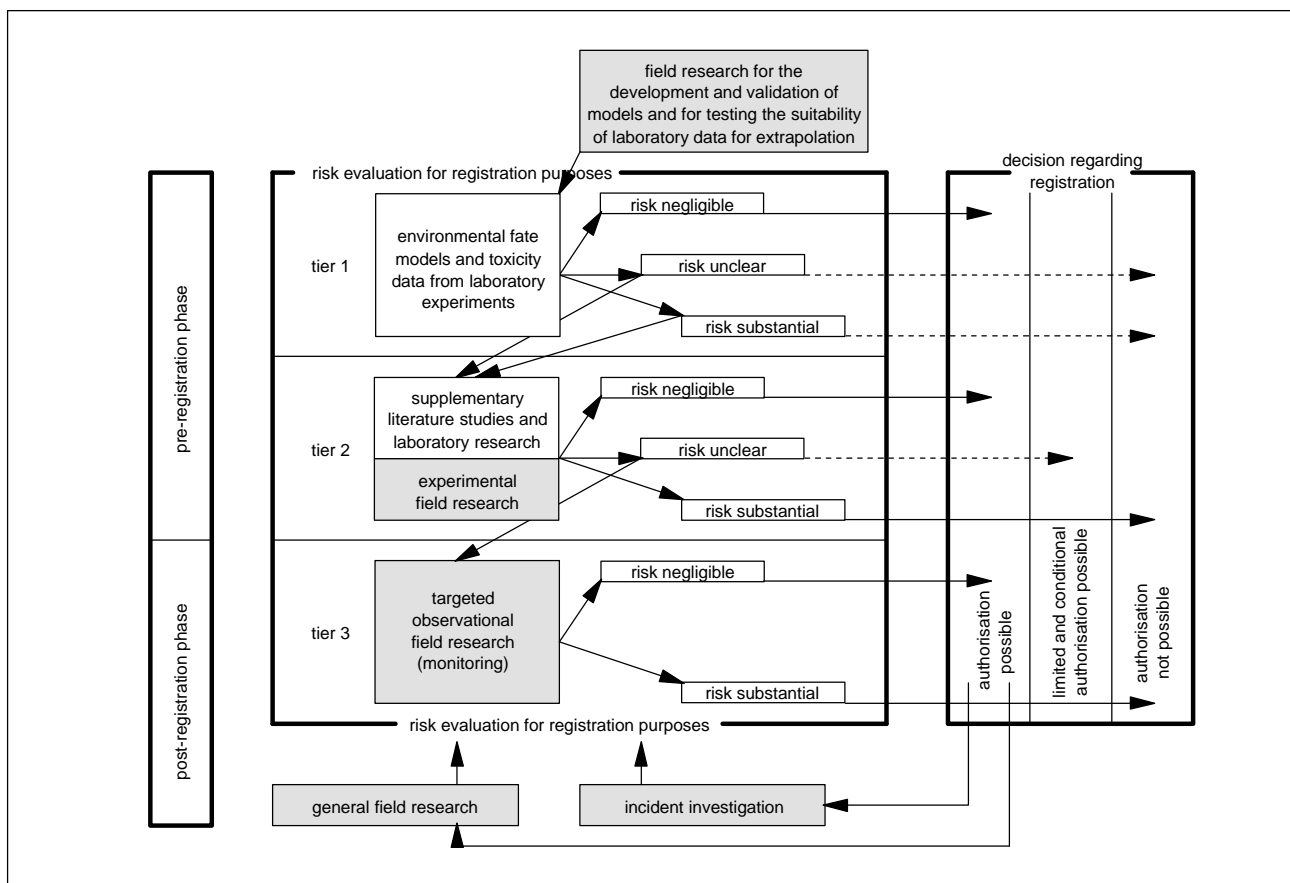 field research for the
development and validation of
models and for testing the suitability
of laboratory data for extrapolation
risk evaluation for registration purposes
decision regarding
registration
pre-registration phase
tier 1
environmental fate
models and toxicity
data from laboratory
experiments
risk negligible
risk unclear
risk substantial
tier 2
supplementary
literature studies and
laboratory research
experimental
field research
risk negligible
risk unclear
risk substantial
post-registration phase
tier 3
targeted
observational
field research
(monitoring)
risk negligible
risk substantial
authorisation
possible
limited and conditional
authorisation possible
authorisation
not possible
risk evaluation for registration purposes
general field research
incident investigation